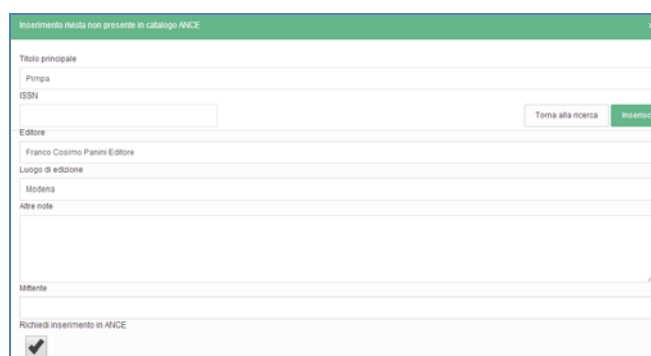 Inserimento rivista non presente in catalogo ANCE
Titolo principale
Pimpa
ISSN
Torna alla ricerca Inserisci
Editore
Franco Cosimo Panini Editore
Luogo di edizione
Modena
Altre note
Mittente
Richiedi inserimento in ANCE